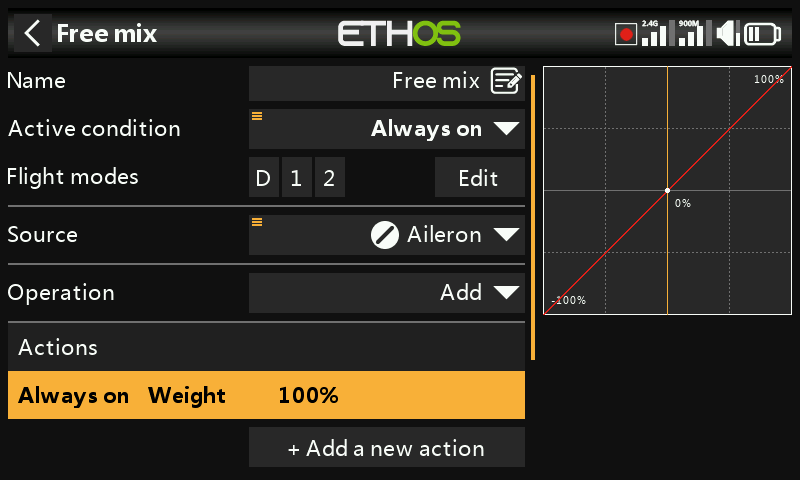 Free mix
ETHOS
2.4G 900M
Name Free mix
Active condition Always on
Flight modes D 1 2 Edit
Source Aileron
Operation Add
Actions
Always on Weight 100%
+ Add a new action
100%
0%
-100%